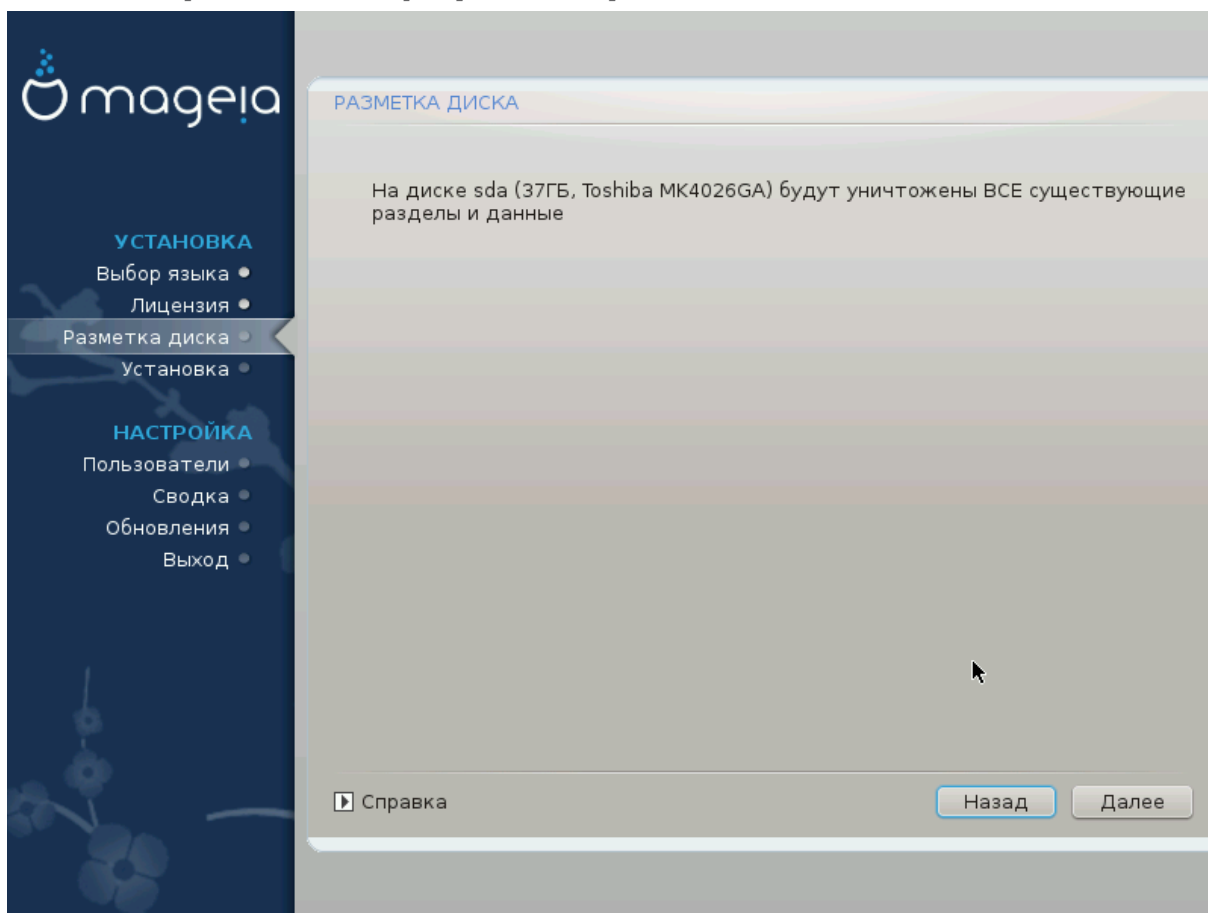 mageia
РАЗМЕТКА ДИСКА
На диске sda (37ГБ, Toshiba MK4026GA) будут уничтожены ВСЕ существующие
разделы и данные
УСТАНОВКА
Выбор языка
Лицензия
Разметка диска
Установка
НАСТРОЙКА
Пользователи
Сводка
Обновления
Выход
Справка
Назад
Далее